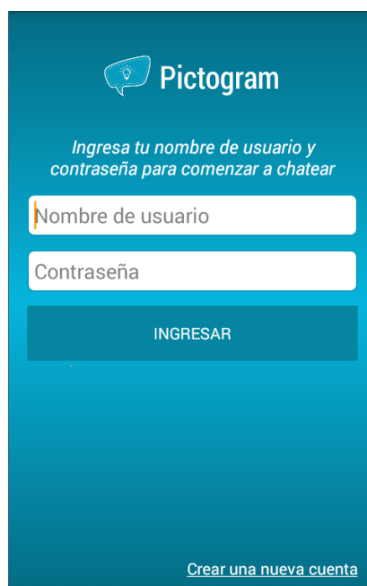 Pictogram
Ingresa tu nombre de usuario y
contraseña para comenzar a chatear
Nombre de usuario
Contraseña
INGRESAR
Crear una nueva cuenta